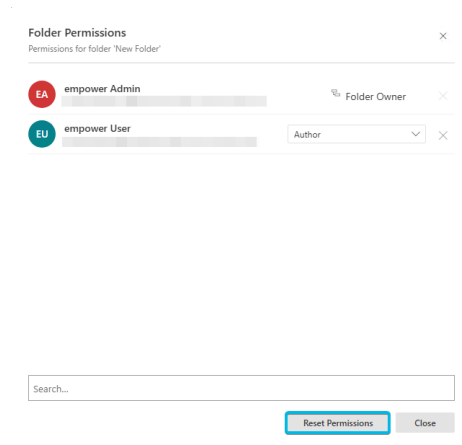 Folder Permissions
Permissions for folder 'New Folder'
EA
empower Admin
Folder Owner
EU
empower User
Author
Search...
Reset Permissions
Close